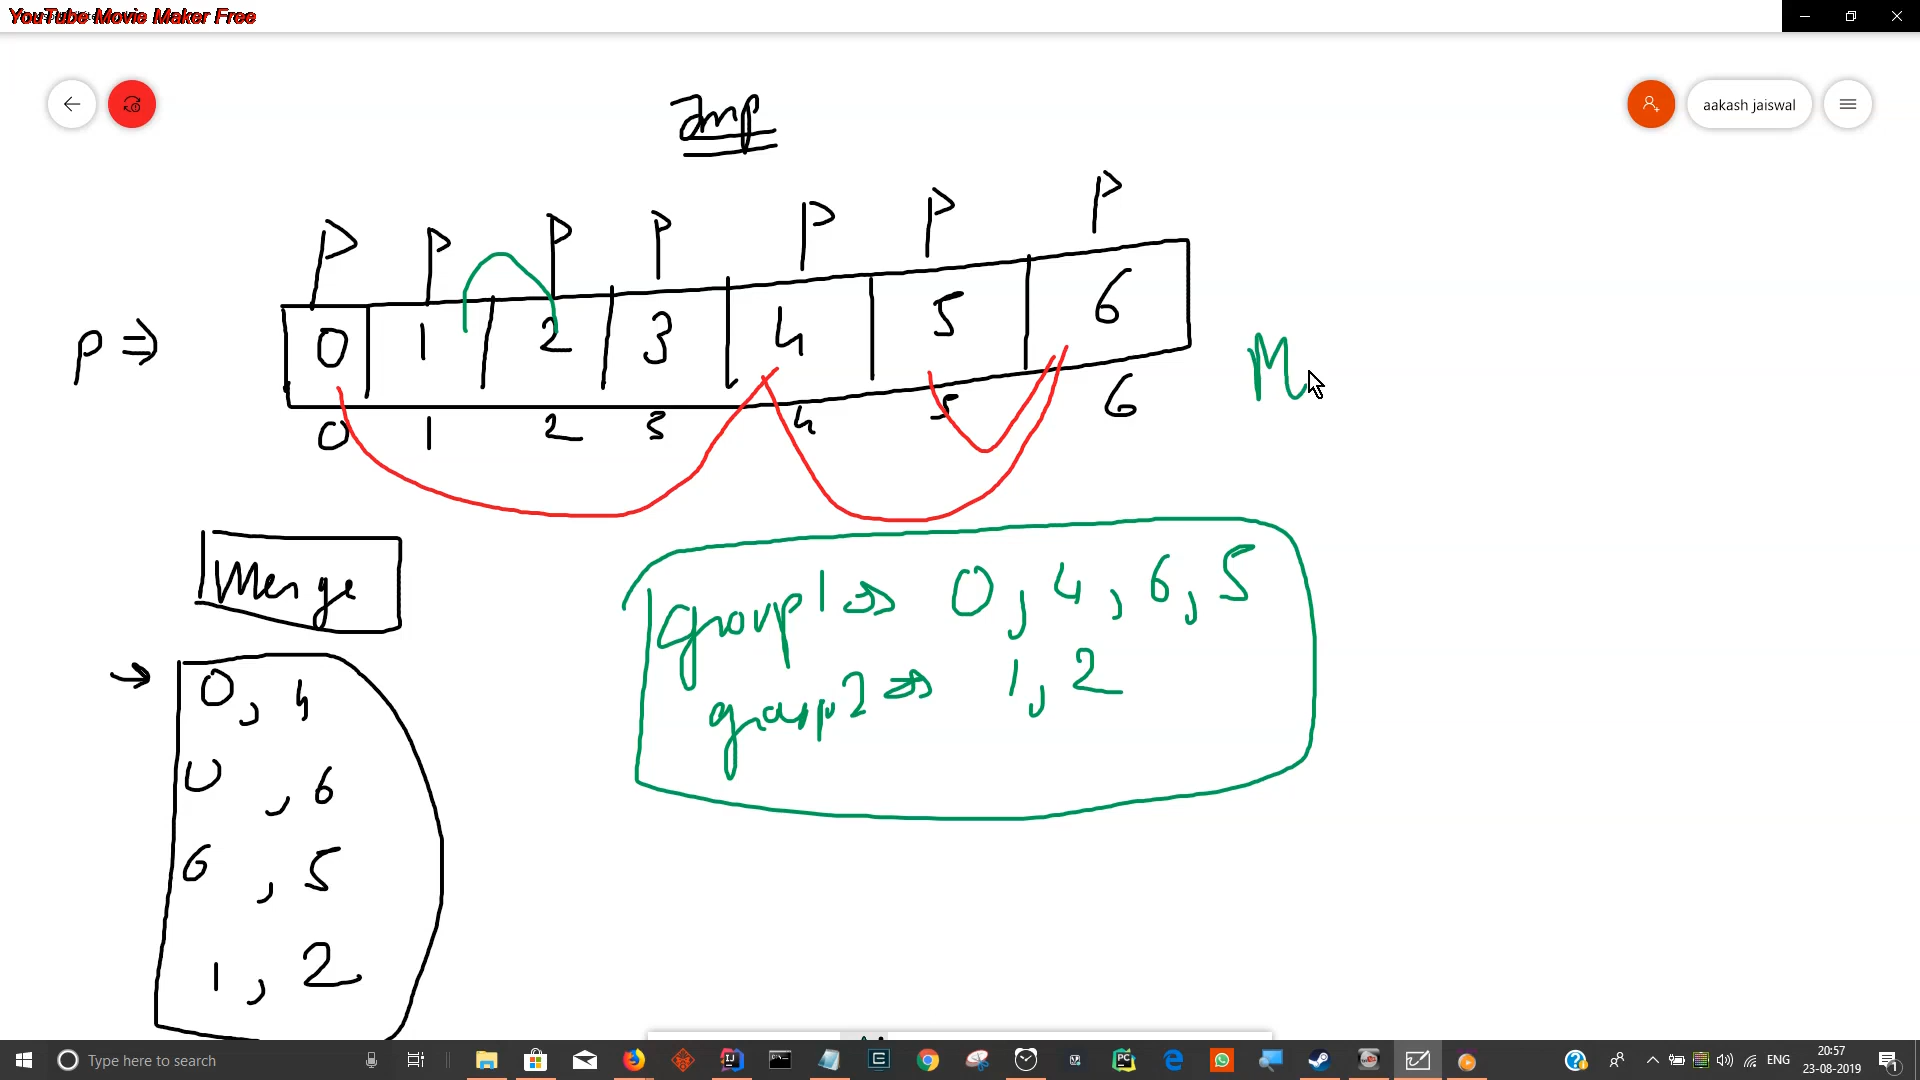 YouTube Movie Maker Free
aakash jaiswal
Imp
P P P P P P P
p ⇒ 0 1 2 3 4 5 6
0 1 2 3 4 5 6
M
Merge
group1 ⇒ 0, 4, 6, 5
group2 ⇒ 1, 2
→ 0, 4
0, 6
6, 5
1, 2
Type here to search
ENG
20:57
23-08-2019
1